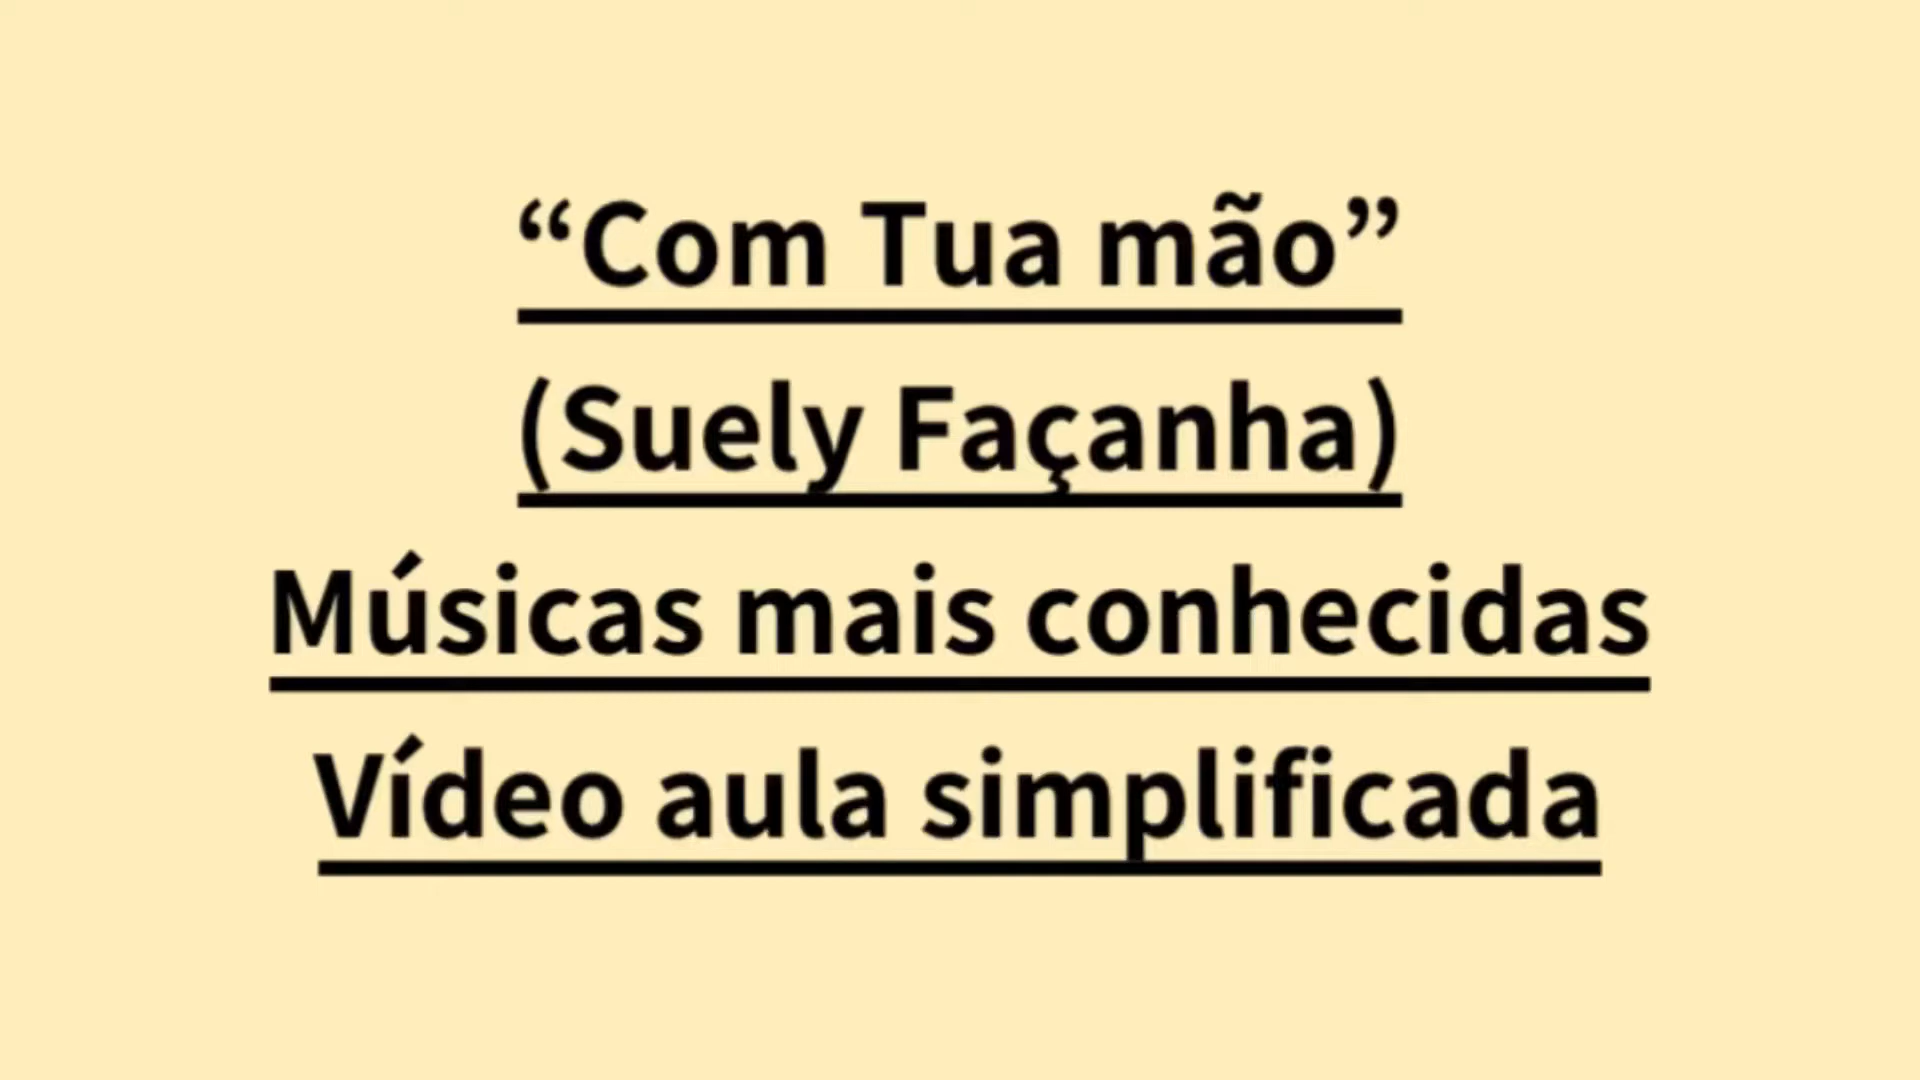 “Com Tua mão”
(Suely Façanha)
Músicas mais conhecidas
Vídeo aula simplificada